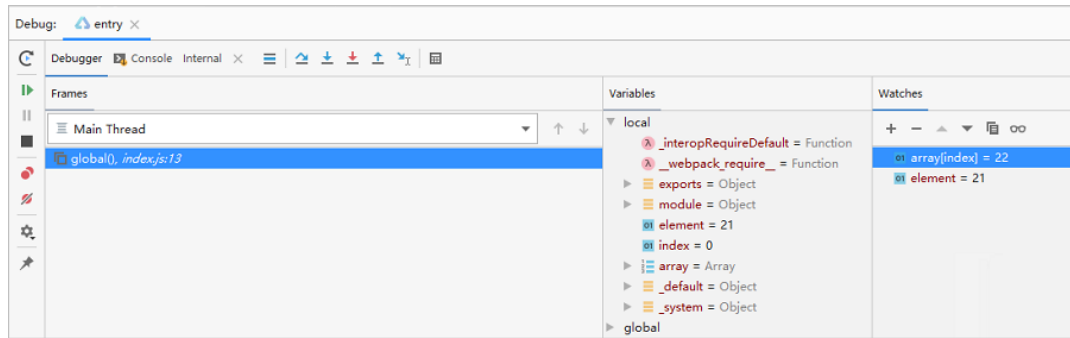 Debug: entry
Debugger Console Internal
Frames
Main Thread
global(), index.js:13
Variables
local
_interopRequireDefault = Function
__webpack_require__ = Function
exports = Object
module = Object
element = 21
index = 0
array = Array
_default = Object
_system = Object
global
Watches
array[index] = 22
element = 21